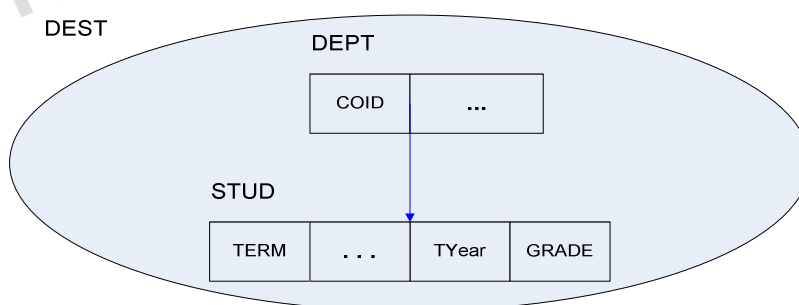 DEST
DEPT
COID ...
STUD
TERM ... TYear GRADE